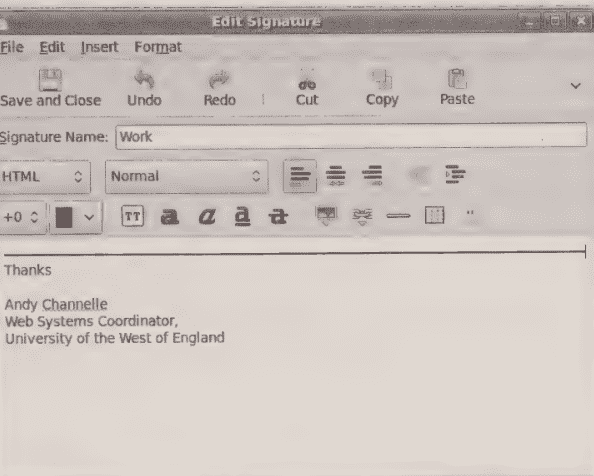 Edit Signature
File Edit Insert Format
Save and Close Undo Redo Cut Copy Paste
Signature Name: Work
HTML Normal
+0 TT a a a a
Thanks
Andy Channelle
Web Systems Coordinator,
University of the West of England